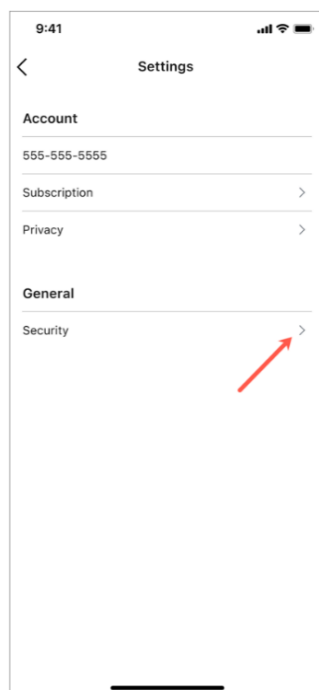 9:41
Settings
Account
555-555-5555
Subscription
Privacy
General
Security